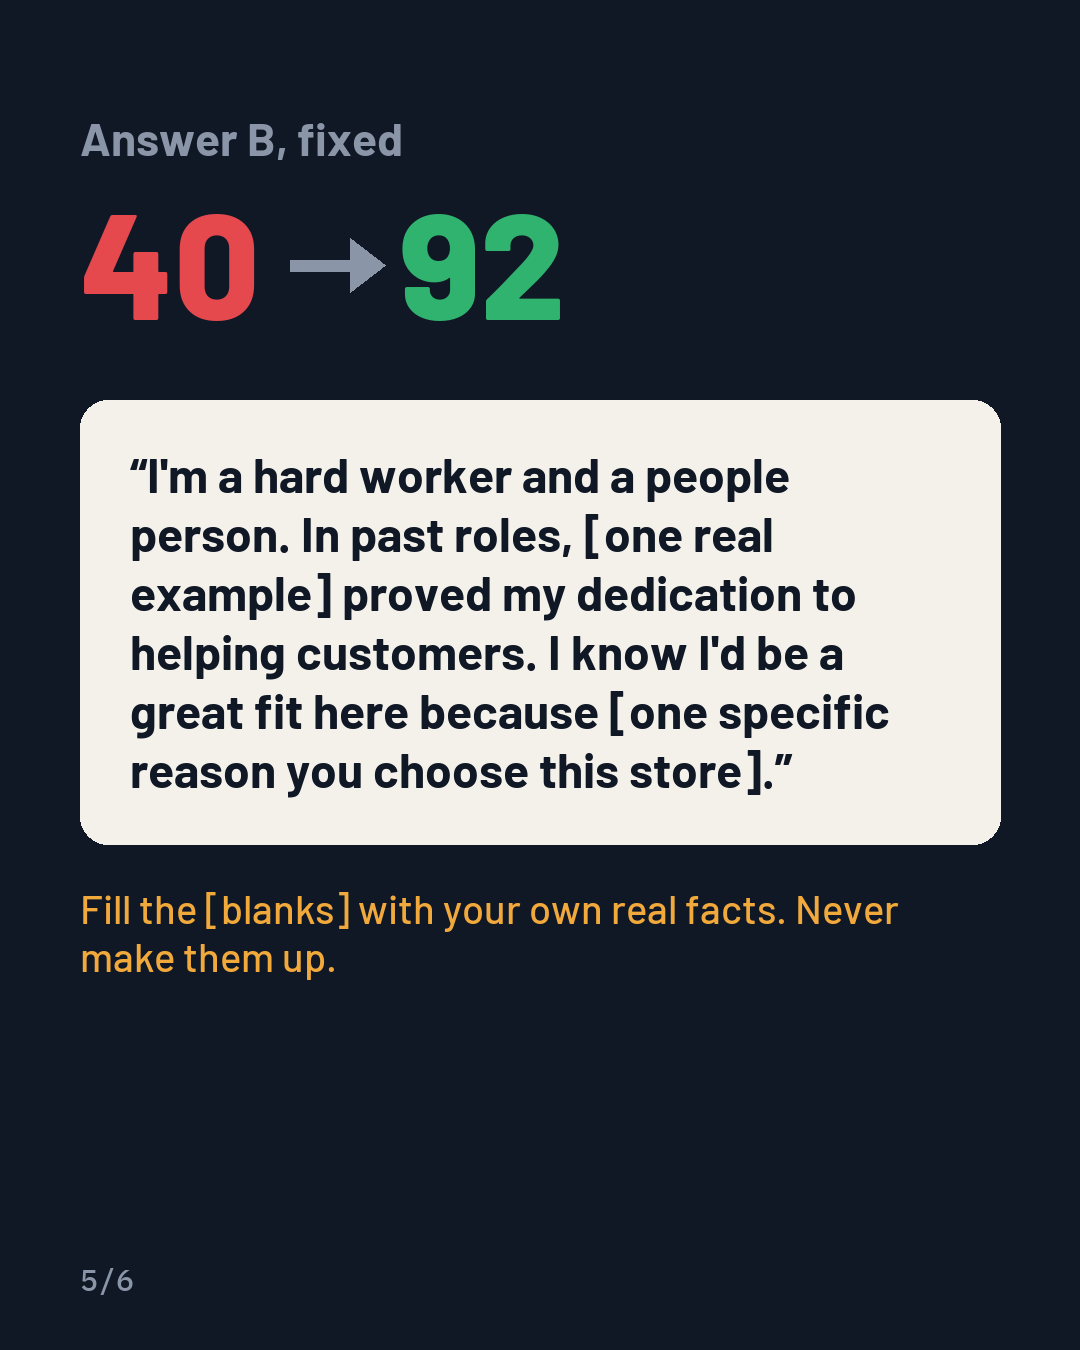 Answer B, fixed
40 → 92
“I'm a hard worker and a people
person. In past roles, [one real
example] proved my dedication to
helping customers. I know I'd be a
great fit here because [one specific
reason you choose this store].”
Fill the [blanks] with your own real facts. Never
make them up.
5/6